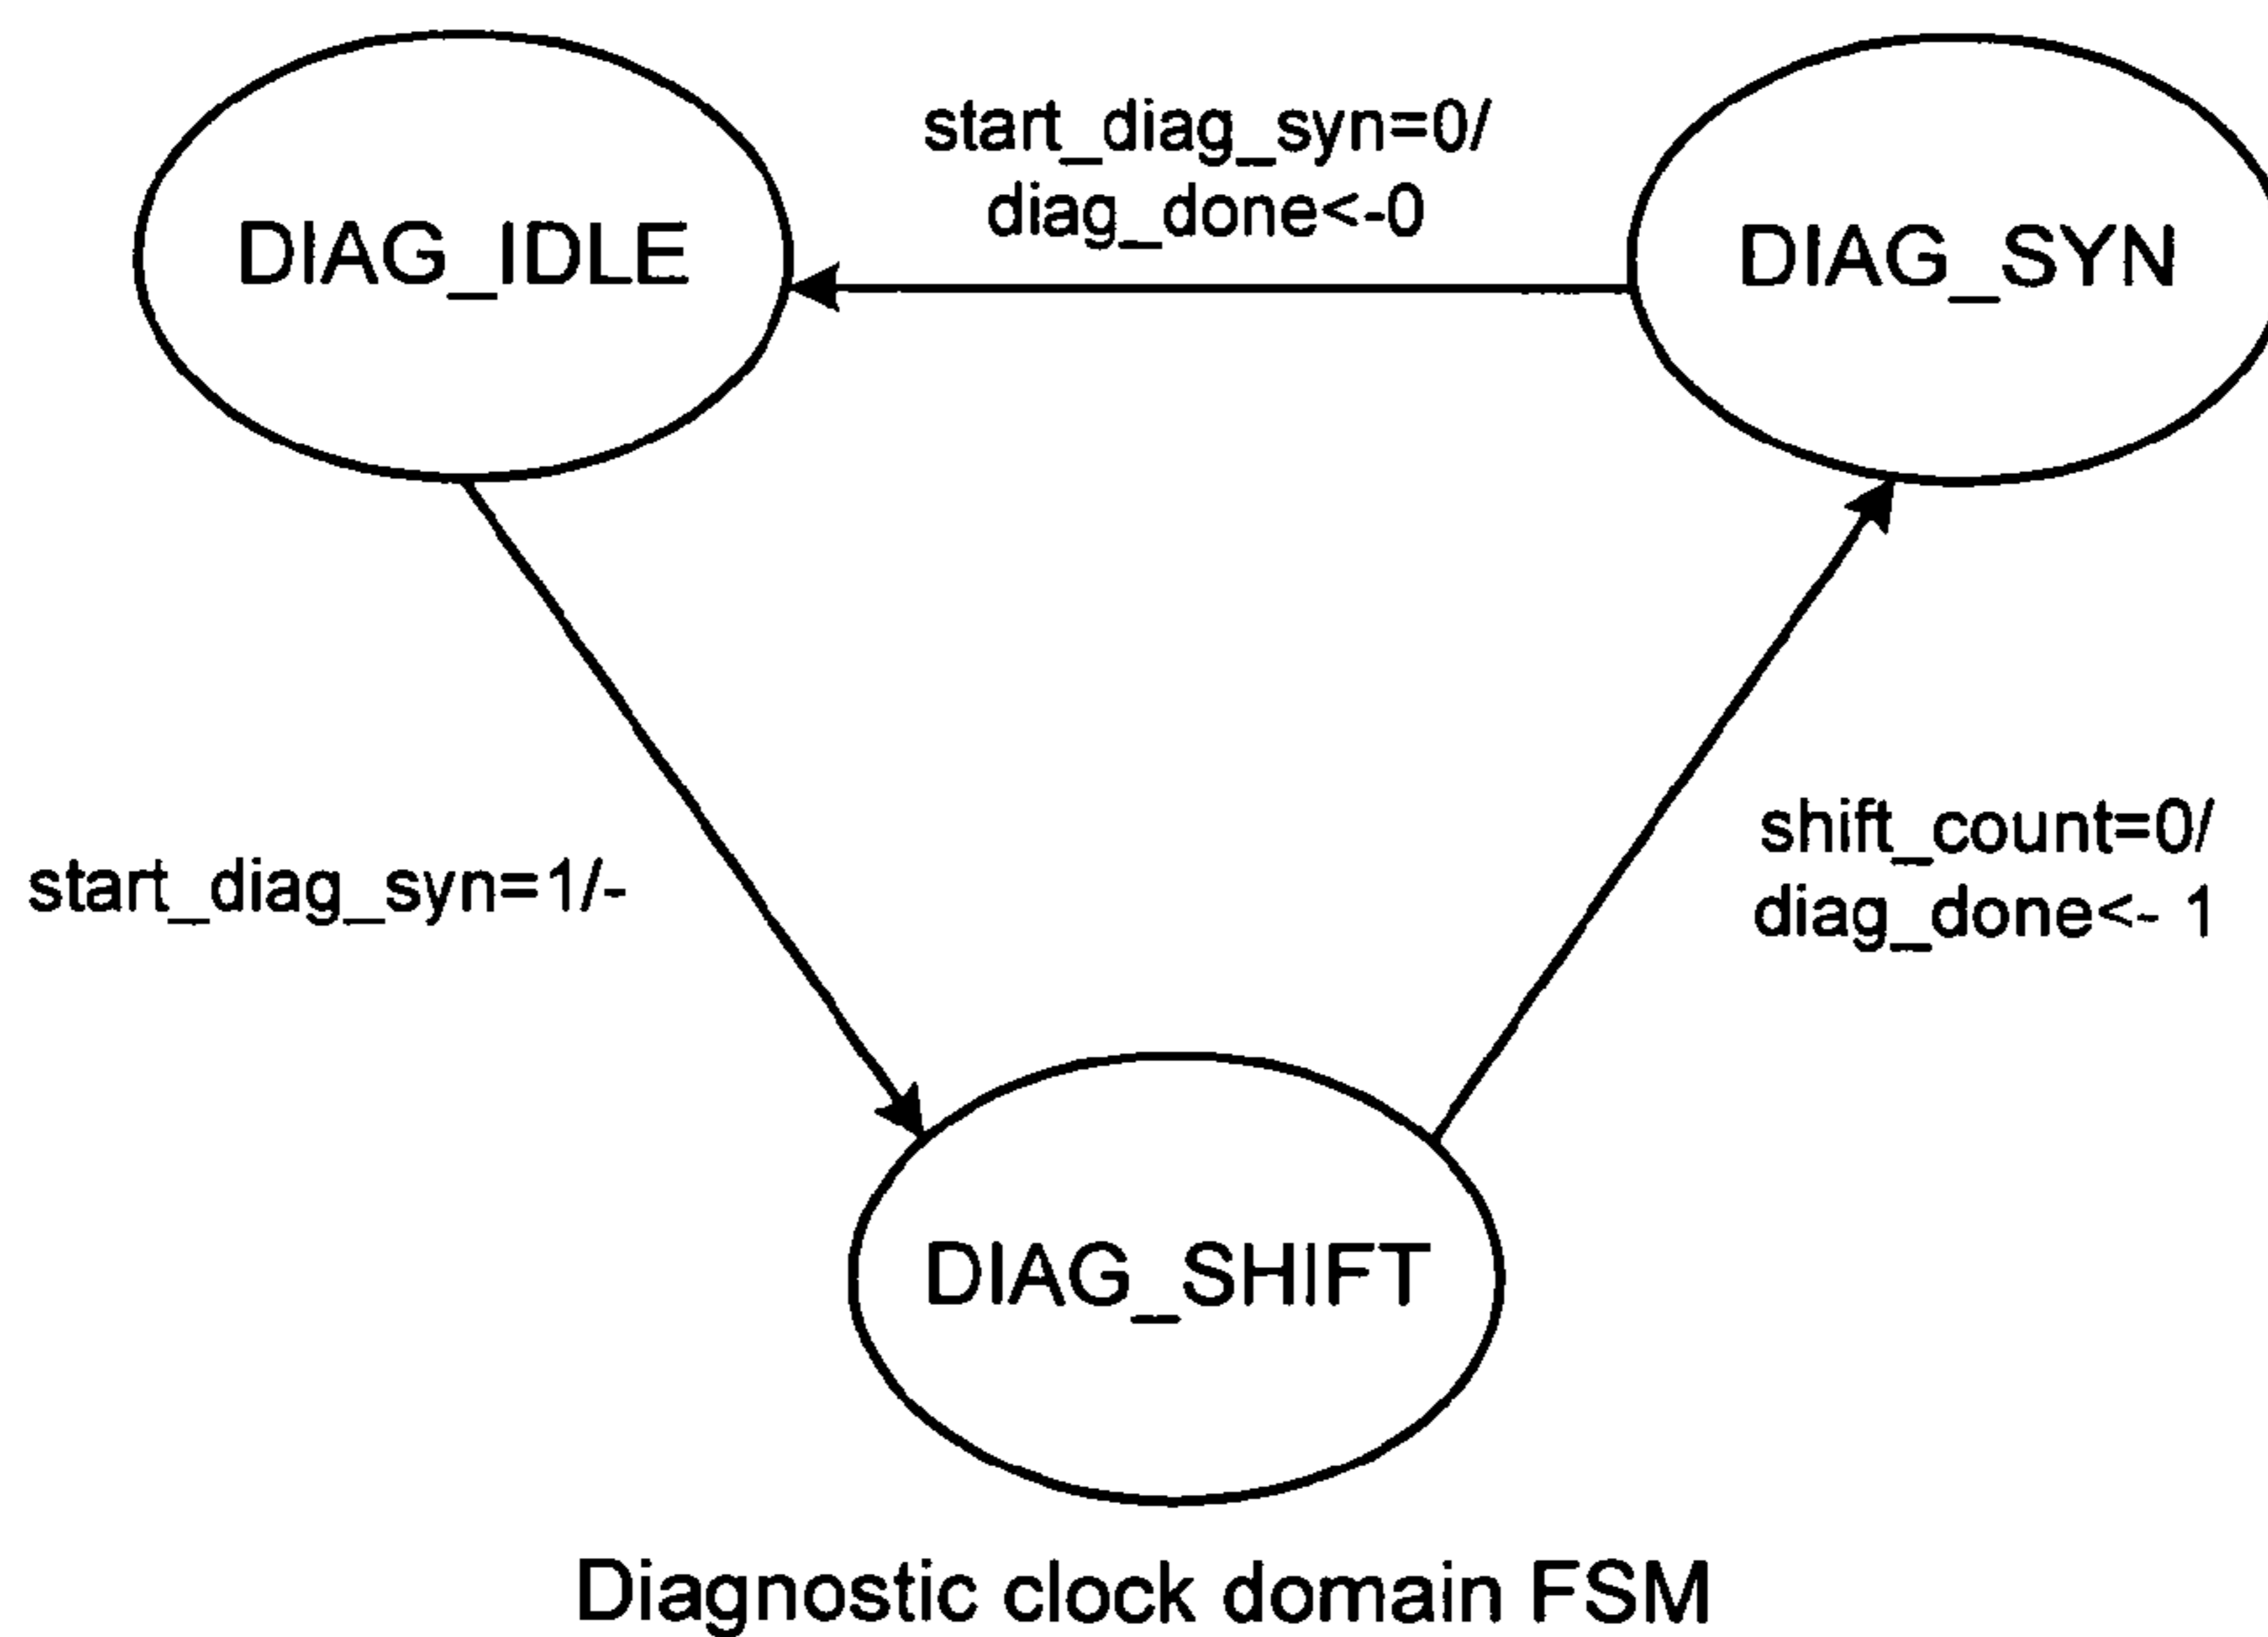 start_diag_syn=0/
diag_done<-0
DIAG_IDLE
DIAG_SYN
start_diag_syn=1/-
shift_count=0/
diag_done<- 1
DIAG_SHIFT
Diagnostic clock domain FSM